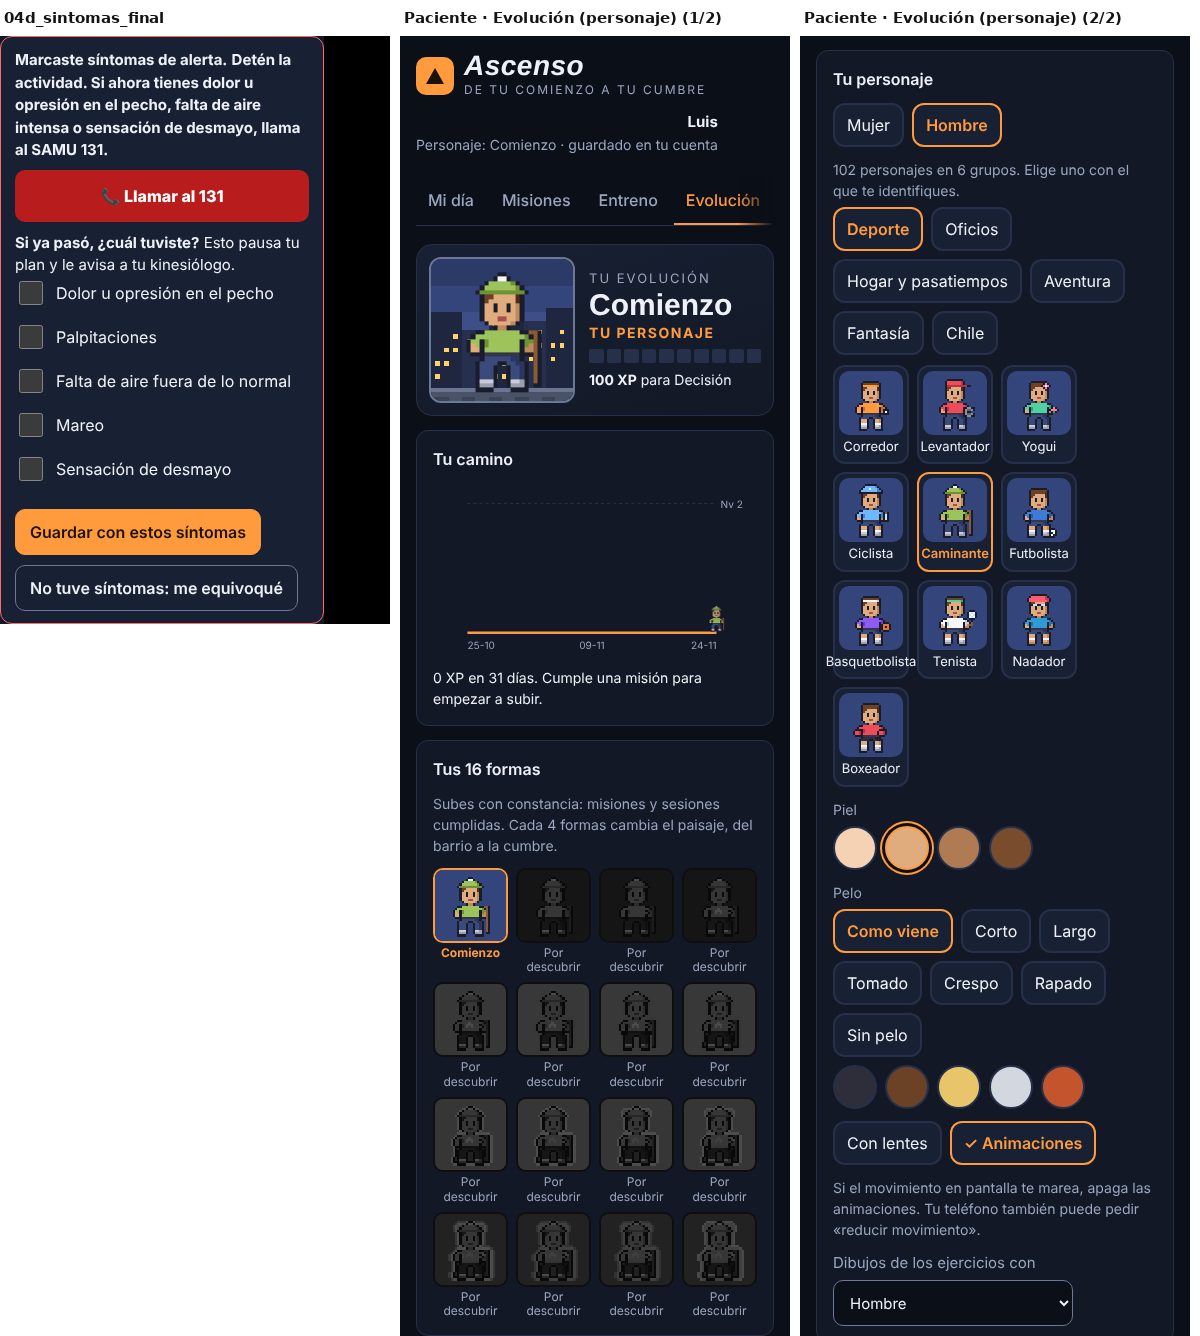 04d_sintomas_final
Marcaste síntomas de alerta. Detén la
actividad. Si ahora tienes dolor u
opresión en el pecho, falta de aire
intensa o sensación de desmayo, llama
al SAMU 131.
📞 Llamar al 131
Si ya pasó, ¿cuál tuviste? Esto pausa tu
plan y le avisa a tu kinesiólogo.
Dolor u opresión en el pecho
Palpitaciones
Falta de aire fuera de lo normal
Mareo
Sensación de desmayo
Guardar con estos síntomas
No tuve síntomas: me equivoqué
Paciente · Evolución (personaje) (1/2)
Ascenso
DE TU COMIENZO A TU CUMBRE
Luis
Personaje: Comienzo · guardado en tu cuenta
Mi día Misiones Entreno Evolución
TU EVOLUCIÓN
Comienzo
TU PERSONAJE
100 XP para Decisión
Tu camino
Nv 2
25-10 09-11 24-11
0 XP en 31 días. Cumple una misión para
empezar a subir.
Tus 16 formas
Subes con constancia: misiones y sesiones
cumplidas. Cada 4 formas cambia el paisaje, del
barrio a la cumbre.
Comienzo Por Por Por
descubrir descubrir descubrir
Por Por Por Por
descubrir descubrir descubrir descubrir
Por Por Por Por
descubrir descubrir descubrir descubrir
Por Por Por Por
descubrir descubrir descubrir descubrir
Paciente · Evolución (personaje) (2/2)
Tu personaje
Mujer Hombre
102 personajes en 6 grupos. Elige uno con el
que te identifiques.
Deporte Oficios
Hogar y pasatiempos Aventura
Fantasía Chile
Corredor Levantador Yogui
Ciclista Caminante Futbolista
Basquetbolista Tenista Nadador
Boxeador
Piel
Pelo
Como viene Corto Largo
Tomado Crespo Rapado
Sin pelo
Con lentes ✓ Animaciones
Si el movimiento en pantalla te marea, apaga las
animaciones. Tu teléfono también puede pedir
«reducir movimiento».
Dibujos de los ejercicios con
Hombre